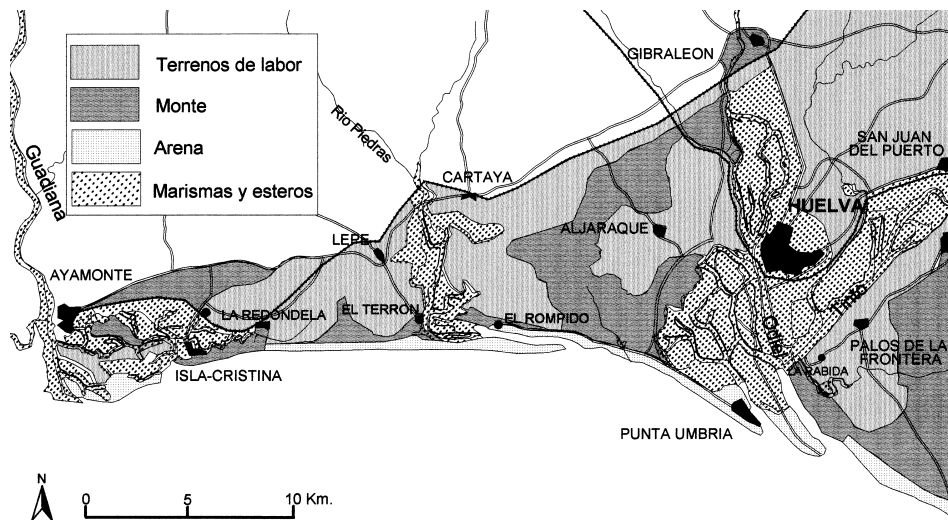 Terrenos de labor
Monte
Arena
Marismas y esteros
Guadiana
Rio Piedras
GIBRALEON
SAN JUAN
DEL PUERTO
CARTAYA
HUELVA
LEPE
ALJARAQUE
AYAMONTE
LA REDONDELA
EL TERRON
EL ROMPIDO
Odiel
Tinto
PALOS DE LA
FRONTERA
LA RABIDA
ISLA-CRISTINA
PUNTA UMBRIA
N
0 5 10 Km.